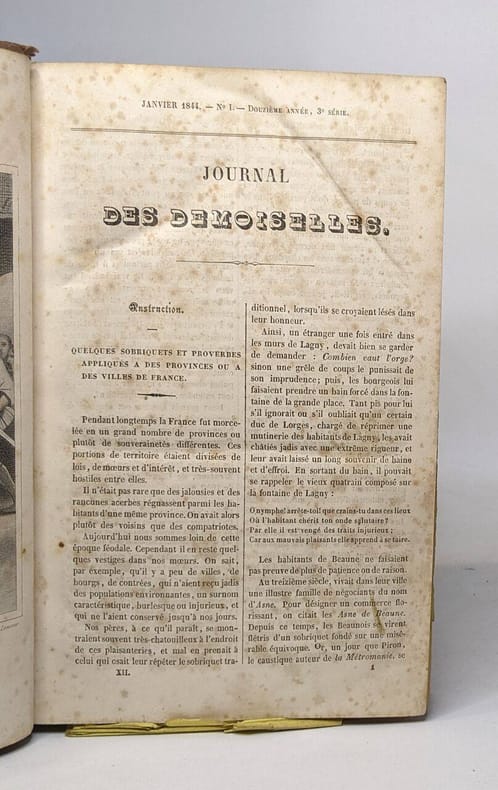 JANVIER 1844. — No I. — DOUZIÈME ANNÉE, 3e SÉRIE.
JOURNAL
DES DEMOISELLES.
Instruction.
QUELQUES SOBRIQUETS ET PROVERBES
APPLIQUÉS A DES PROVINCES OU A
DES VILLES DE FRANCE.
Pendant longtemps la France fut morce-
lée en un grand nombre de provinces ou
plutôt de souverainetés différentes. Ces
portions de territoire étaient divisées de
lois, de mœurs et d'intérêt, et très-souvent
hostiles entre elles.
Il n'était pas rare que des jalousies et des
rancunes acerbes régnassent parmi les ha-
bitants d'une même province. On avait alors
plutôt des voisins que des compatriotes.
Aujourd'hui nous sommes loin de cette
époque féodale. Cependant il en reste quel-
ques vestiges dans nos mœurs. On sait,
par exemple, qu'il y a peu de villes, de
bourgs, de contrées, qui n'aient reçu jadis
des populations environnantes, un surnom
caractéristique, burlesque ou injurieux, et
qui ne l'aient conservé jusqu'à nos jours.
Nos pères, à ce qu'il paraît, se mon-
traient souvent très-chatouilleux à l'endroit
de ces plaisanteries, et mal en prenait à
celui qui osait leur répéter le sobriquet tra-
XII.
ditionnel, lorsqu'ils se croyaient lésés dans
leur honneur.
Ainsi, un étranger une fois entré dans
les murs de Lagny, devait bien se garder
de demander : Combien vaut l'orge?
sinon une grêle de coups le punissait de
son imprudence; puis, les bourgeois lui
faisaient prendre un bain forcé dans la fon-
taine de la grande place. Tant pis pour lui
s'il ignorait ou s'il oubliait qu'un certain
duc de Lorges, chargé de réprimer une
mutinerie des habitants de Lagny, les avait
châtiés jadis avec une extrême rigueur, et
leur avait laissé un long souvenir de haine
et d'effroi. En sortant du bain, il pouvait
se rappeler le vieux quatrain composé sur
la fontaine de Lagny :
O nymphe! arrête-toi! que crains-tu dans ces lieux
Où l'habitant chérit ton onde salutaire?
Par elle il est vengé des traits injurieux;
Car aux mauvais plaisants elle apprend à se taire.
Les habitants de Beaune ne faisaient
pas preuve de plus de patience ou de raison.
Au treizième siècle, vivait dans leur ville
une illustre famille de négociants du nom
d'Asne. Pour désigner un commerce flo-
rissant, on citait les Asne de Beaune.
Depuis ce temps, les Beaunois se virent
flétris d'un sobriquet fondé sur une misé-
rable équivoque. Or, un jour que Piron,
le caustique auteur de la Métromanie, se
1